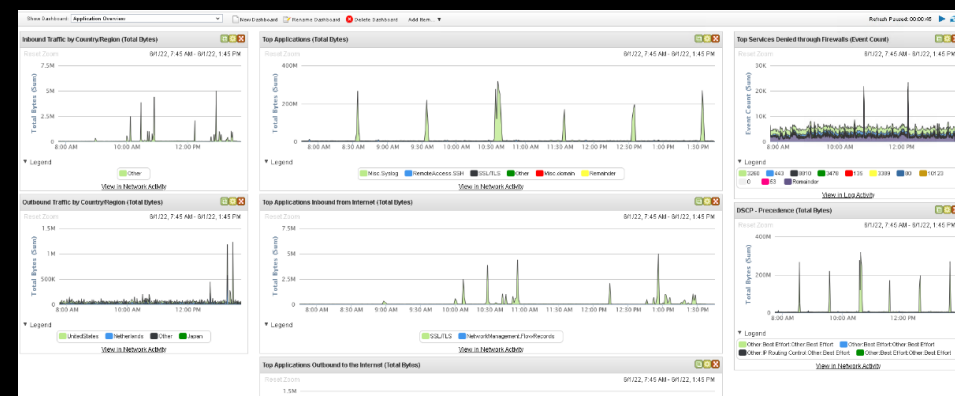 Show Dashboard: Application Overview New Dashboard Rename Dashboard Delete Dashboard Add Item... Refresh Paused: 00:00:46
Inbound Traffic by Country/Region (Total Bytes)
Reset Zoom 6/1/22, 7:45 AM - 6/1/22, 1:45 PM
Total Bytes (Sum)
7.5M
5M
2.5M
0
8:00 AM 10:00 AM 12:00 PM
Legend
Other
View in Network Activity
Outbound Traffic by Country/Region (Total Bytes)
Reset Zoom 6/1/22, 7:45 AM - 6/1/22, 1:45 PM
Total Bytes (Sum)
1.5M
1M
500K
0
8:00 AM 10:00 AM 12:00 PM
Legend
UnitedStates Netherlands Other Japan
View in Network Activity
Top Applications (Total Bytes)
Reset Zoom 6/1/22, 7:45 AM - 6/1/22, 1:45 PM
Total Bytes (Sum)
400M
200M
0
8:00 AM 8:30 AM 9:00 AM 9:30 AM 10:00 AM 10:30 AM 11:00 AM 11:30 AM 12:00 PM 12:30 PM 1:00 PM 1:30 PM
Legend
Misc.Syslog RemoteAccess.SSH SSL/TLS Other Misc.domain Remainder
View in Network Activity
Top Applications Inbound from Internet (Total Bytes)
Reset Zoom 6/1/22, 7:45 AM - 6/1/22, 1:45 PM
Total Bytes (Sum)
7.5M
5M
2.5M
0
8:00 AM 8:30 AM 9:00 AM 9:30 AM 10:00 AM 10:30 AM 11:00 AM 11:30 AM 12:00 PM 12:30 PM 1:00 PM 1:30 PM
Legend
SSL/TLS NetworkManagement.FlowRecords
View in Network Activity
Top Applications Outbound to the Internet (Total Bytes)
Reset Zoom 6/1/22, 7:45 AM - 6/1/22, 1:45 PM
1.5M
Top Services Denied through Firewalls (Event Count)
Reset Zoom 6/1/22, 7:45 AM - 6/1/22, 1:45 PM
Event Count (Sum)
30K
20K
10K
0
8:00 AM 10:00 AM 12:00 PM
Legend
3268 443 8910 3478 135 3389 80 10123
0 53 Remainder
View in Log Activity
DSCP - Precedence (Total Bytes)
Reset Zoom 6/1/22, 7:45 AM - 6/1/22, 1:45 PM
Total Bytes (Sum)
400M
200M
0
8:00 AM 10:00 AM 12:00 PM
Legend
Other:Best Effort Other:Best Effort Other:Best Effort Other:Best Effort
Other:IP Routing Control Other:Best Effort Other:Best Effort Other:Best Effort
View in Network Activity